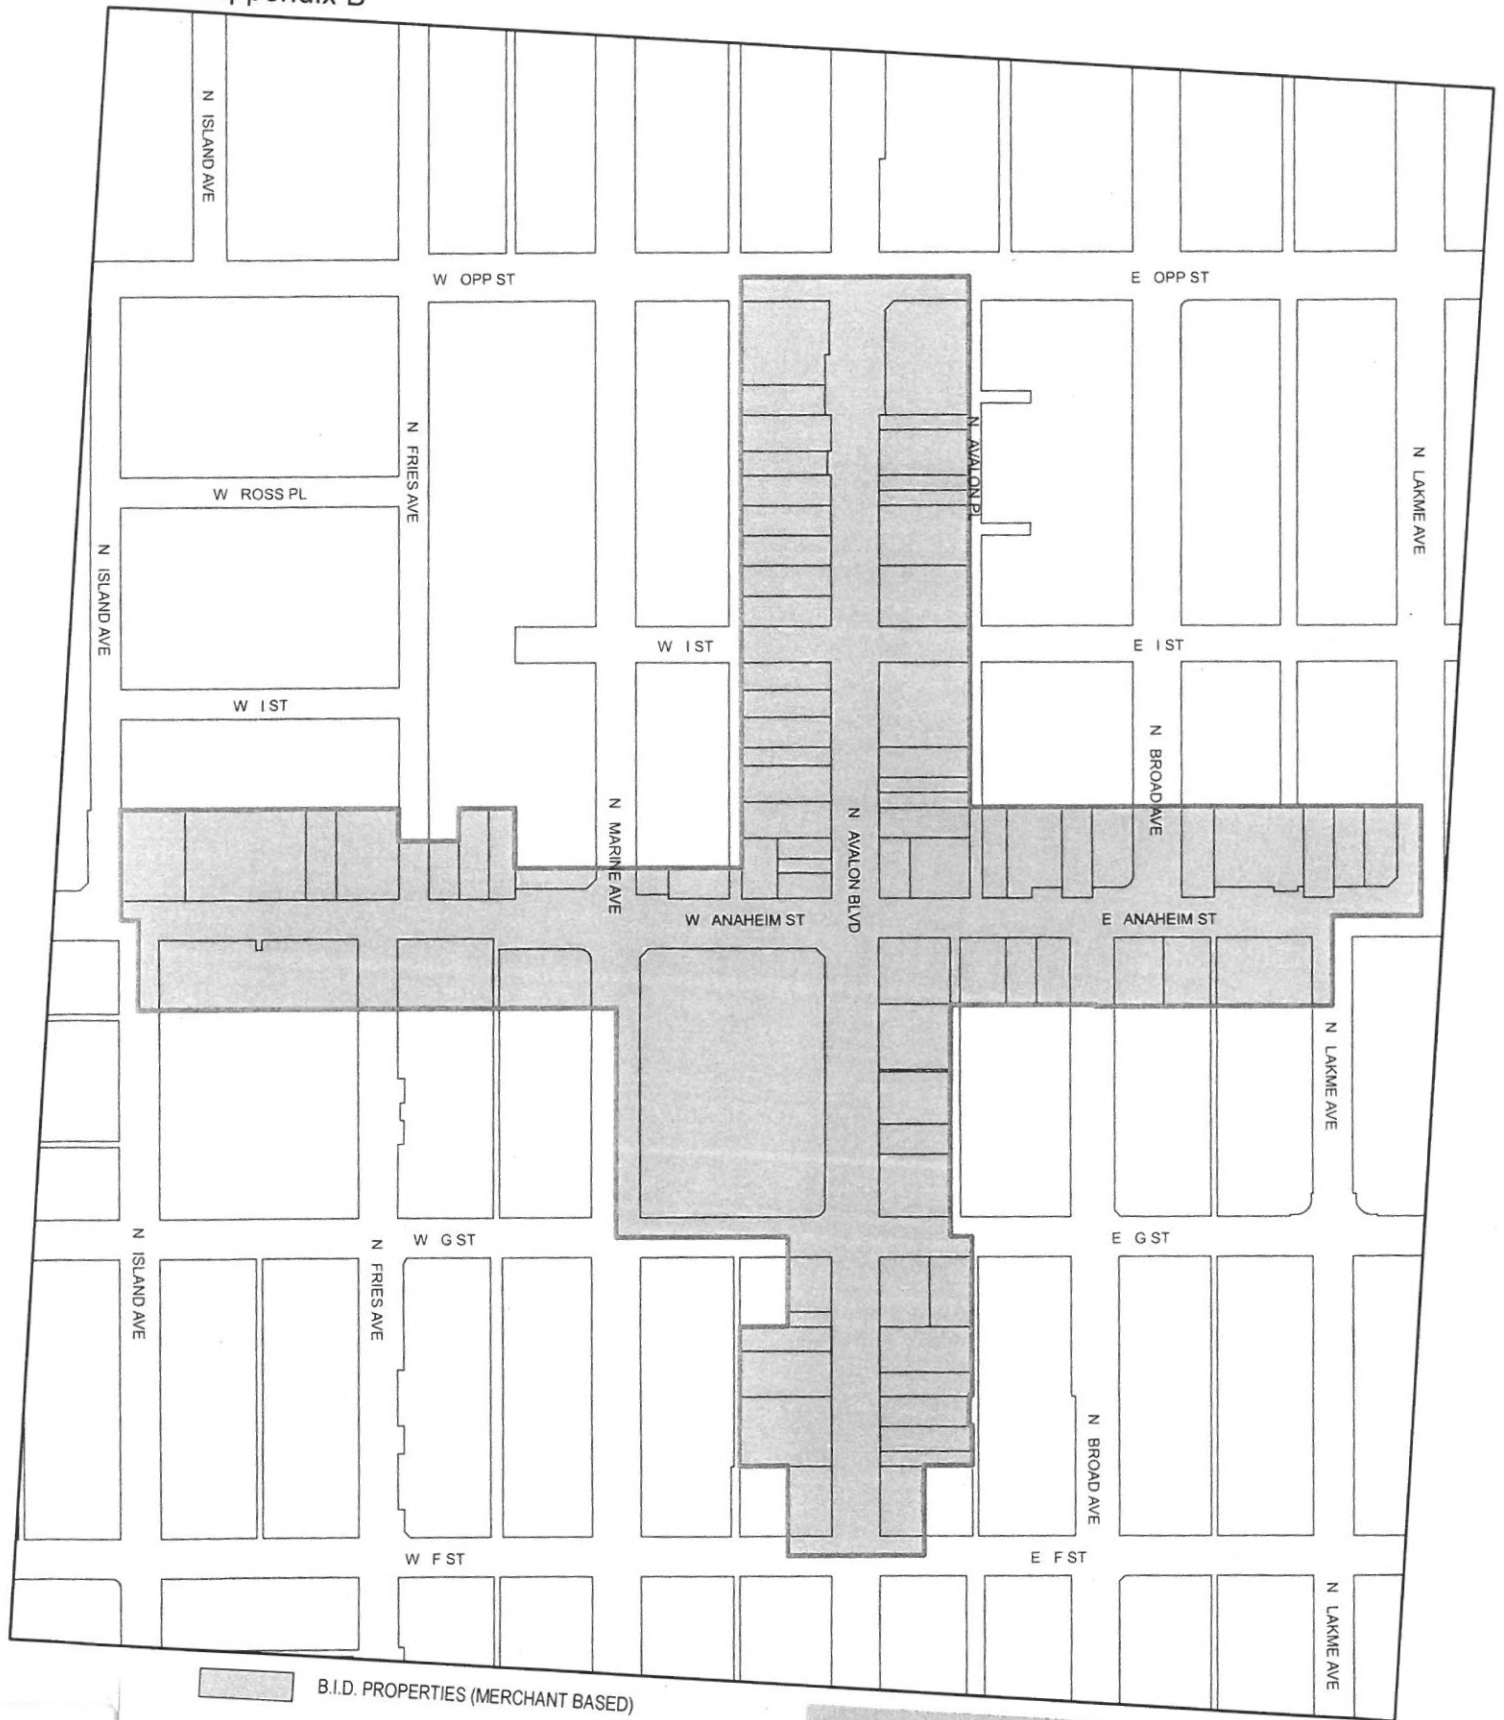 N ISLAND AVE
W OPP ST
E OPP ST
N FRIES AVE
N AVALON PL
N LAKME AVE
W ROSS PL
N ISLAND AVE
W I ST
E I ST
W I ST
N BROAD AVE
N MARINE AVE
N AVALON BLVD
W ANAHEIM ST
E ANAHEIM ST
N LAKME AVE
N ISLAND AVE
N FRIES AVE
W G ST
E G ST
N BROAD AVE
W F ST
E F ST
N LAKME AVE
B.I.D. PROPERTIES (MERCHANT BASED)